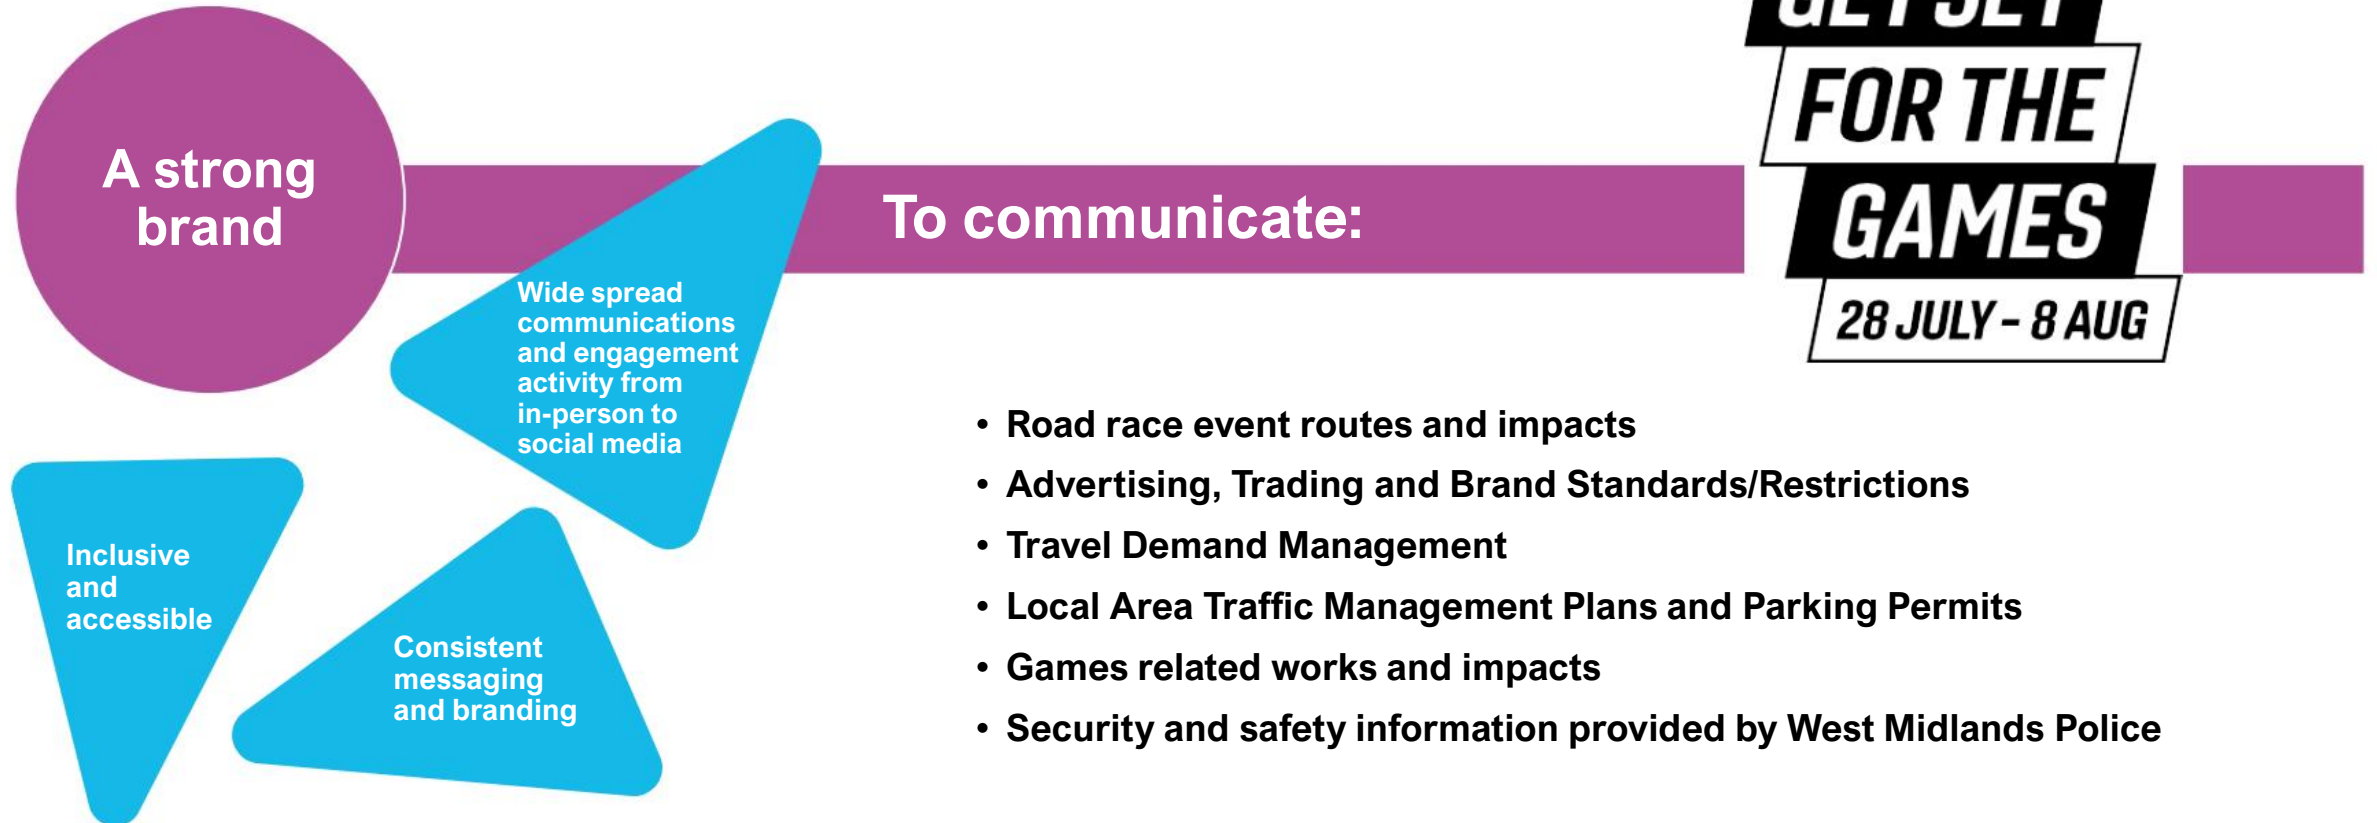 A strong
brand
Wide spread
communications
and engagement
activity from
in-person to
social media
Inclusive
and
accessible
Consistent
messaging
and branding
To communicate:
GET SET
FOR THE
GAMES
28 JULY - 8 AUG
• Road race event routes and impacts
• Advertising, Trading and Brand Standards/Restrictions
• Travel Demand Management
• Local Area Traffic Management Plans and Parking Permits
• Games related works and impacts
• Security and safety information provided by West Midlands Police